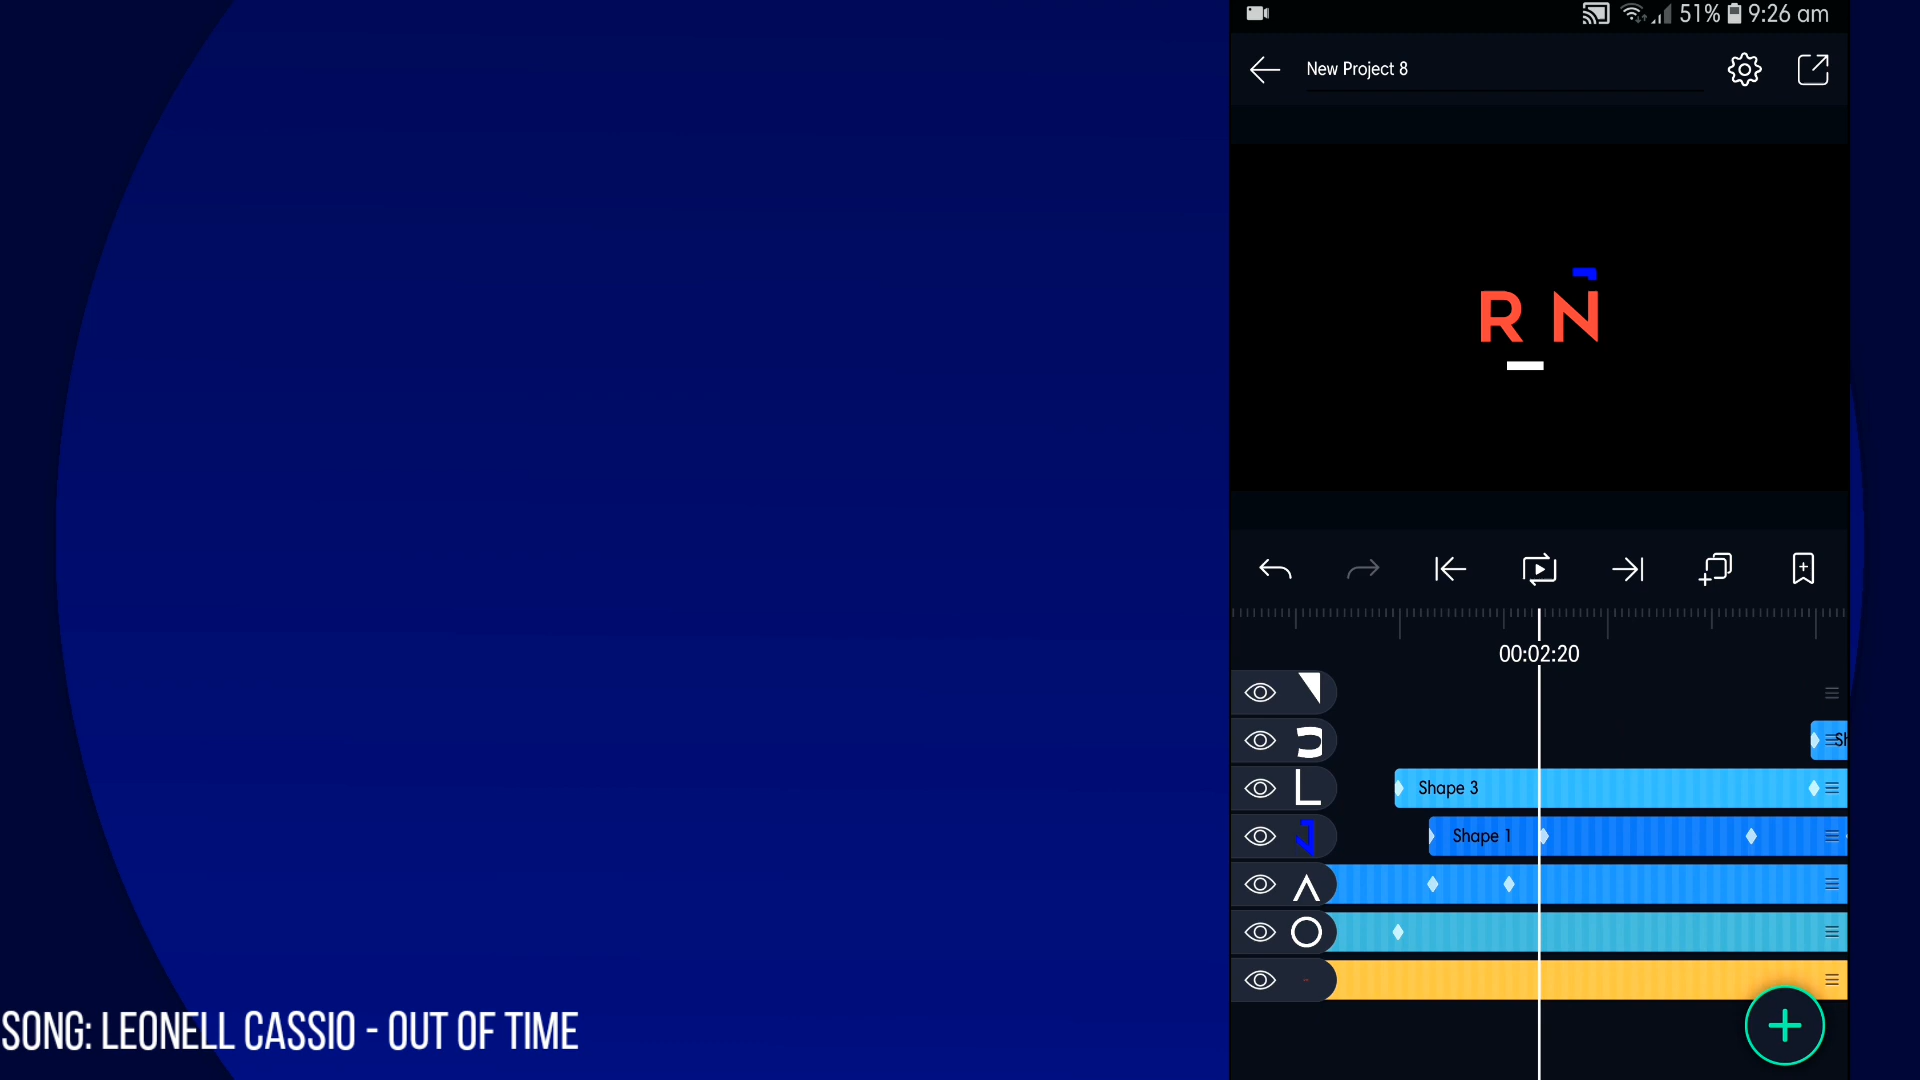 51% 9:26 am
New Project 8
R N
00:02:20
Sh
Shape 3
Shape 1
SONG: LEONELL CASSIO - OUT OF TIME